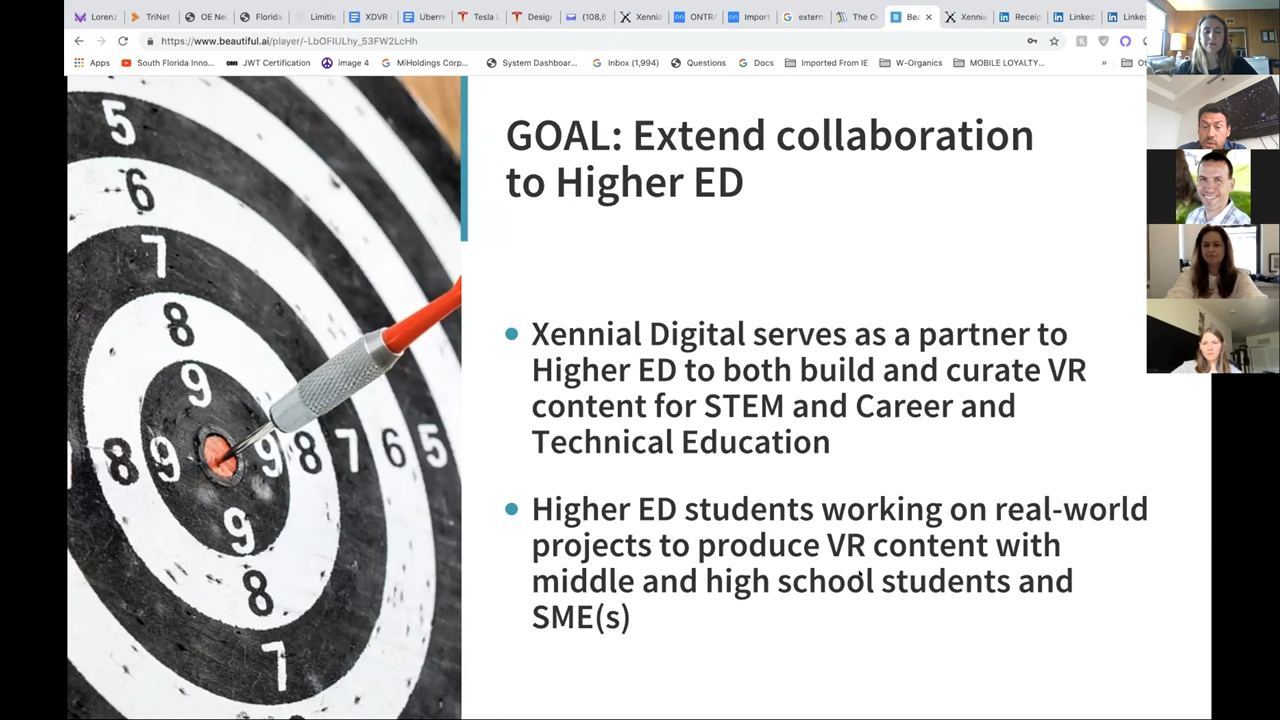 Lorenz
TriNet
OE Ne
Florida
Limitle
XDVR I
Uberre
Tesla L
Design
(108,6
Xennia
ONTRA
Import
extern
The O
Bea
Xennia
Receip
Linked
Linked
https://www.beautiful.ai/player/-LbOFIULhy_53FW2LcHh
Apps
South Florida Inno...
JWT Certification
image 4
MiHoldings Corp...
System Dashboar...
Inbox (1,994)
Questions
Docs
Imported From IE
W-Organics
MOBILE LOYALTY...
»
GOAL: Extend collaboration
to Higher ED
• Xennial Digital serves as a partner to
Higher ED to both build and curate VR
content for STEM and Career and
Technical Education
• Higher ED students working on real-world
projects to produce VR content with
middle and high school students and
SME(s)
5
6
7
8
9
8 9 9 8 7 6 5
9
8
7